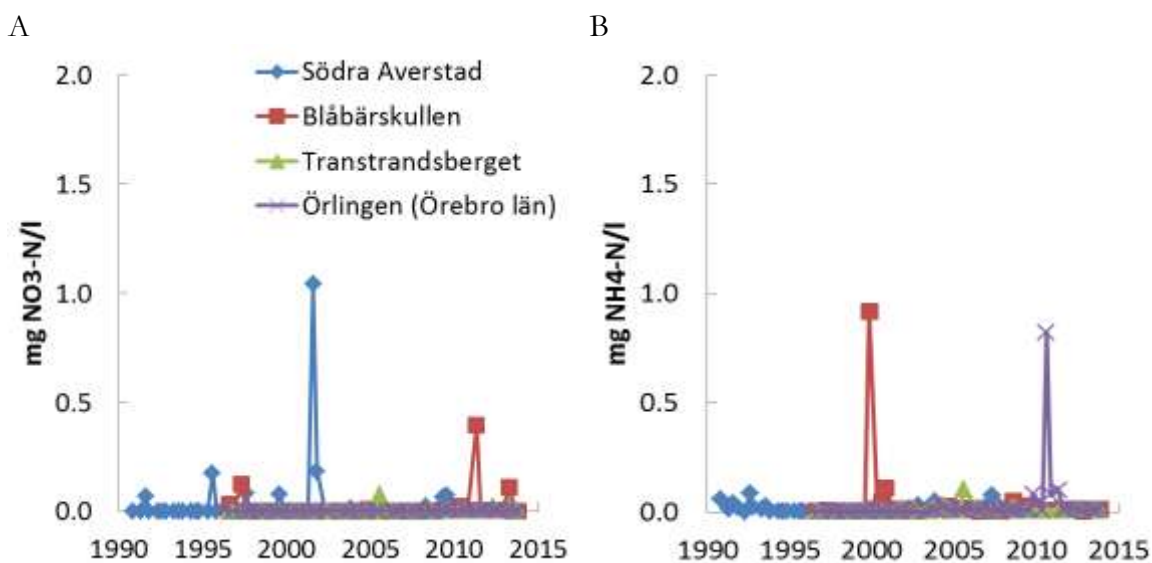 A
B
2.0
1.5
1.0
0.5
0.0
mg NO3-N/l
Södra Averstad
Blåbärskullen
Transtrandsberget
Örlingen (Örebro län)
1990 1995 2000 2005 2010 2015
2.0
1.5
1.0
0.5
0.0
mg NH4-N/l
1990 1995 2000 2005 2010 2015